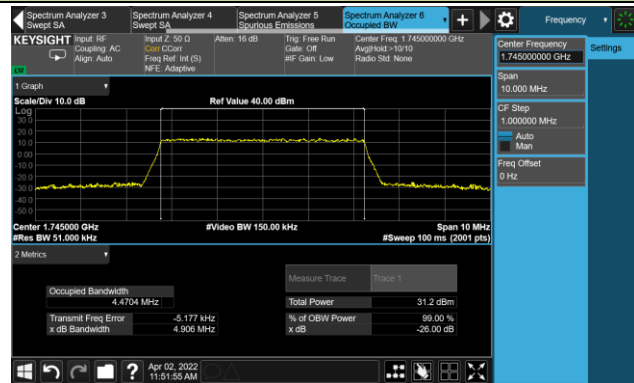 Spectrum Analyzer 3
Swept SA
Spectrum Analyzer 4
Swept SA
Spectrum Analyzer 5
Spurious Emissions
Spectrum Analyzer 6
Occupied BW
Frequency
KEYSIGHT
Input: RF
Coupling: AC
Align: Auto
Input Z: 50 Ω
Corr CCorr
Freq Ref: Int (S)
NFE: Adaptive
Atten: 16 dB
Trig: Free Run
Gate: Off
#IF Gain: Low
Center Freq: 1.745000000 GHz
Avg|Hold:>10/10
Radio Std: None
Center Frequency
1.745000000 GHz
Settings
Span
10.000 MHz
CF Step
1.000000 MHz
Auto
Man
Freq Offset
0 Hz
1 Graph
Scale/Div 10.0 dB
Ref Value 40.00 dBm
Log
30.0
20.0
10.0
0.00
-10.0
-20.0
-30.0
-40.0
-50.0
Center 1.745000 GHz
#Video BW 150.00 kHz
Span 10 MHz
#Res BW 51.000 kHz
#Sweep 100 ms (2001 pts)
2 Metrics
Measure Trace
Trace 1
Occupied Bandwidth
4.4704 MHz
Total Power
31.2 dBm
Transmit Freq Error
-5.177 kHz
% of OBW Power
99.00 %
x dB Bandwidth
4.906 MHz
x dB
-26.00 dB
?
Apr 02, 2022
11:51:55 AM